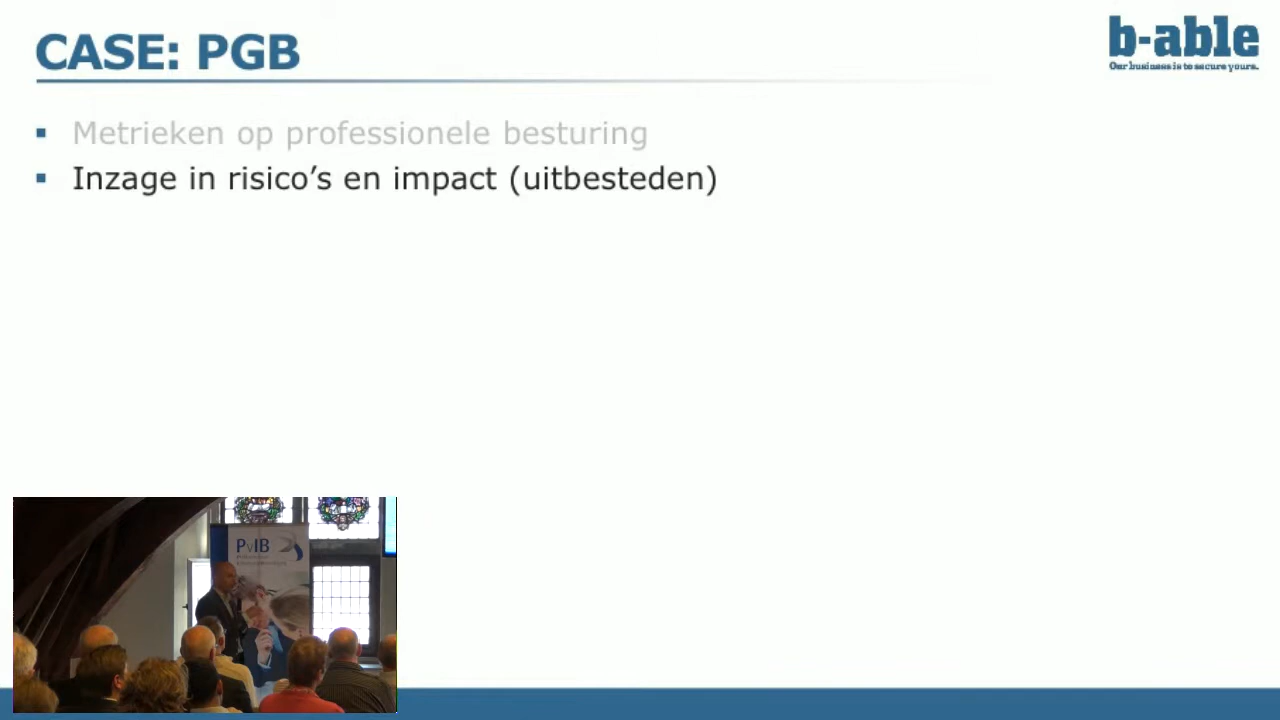 CASE: PGB
b-able
Our business is to secure yours.
▪ Metrieken op professionele besturing
▪ Inzage in risico's en impact (uitbesteden)
PvIB